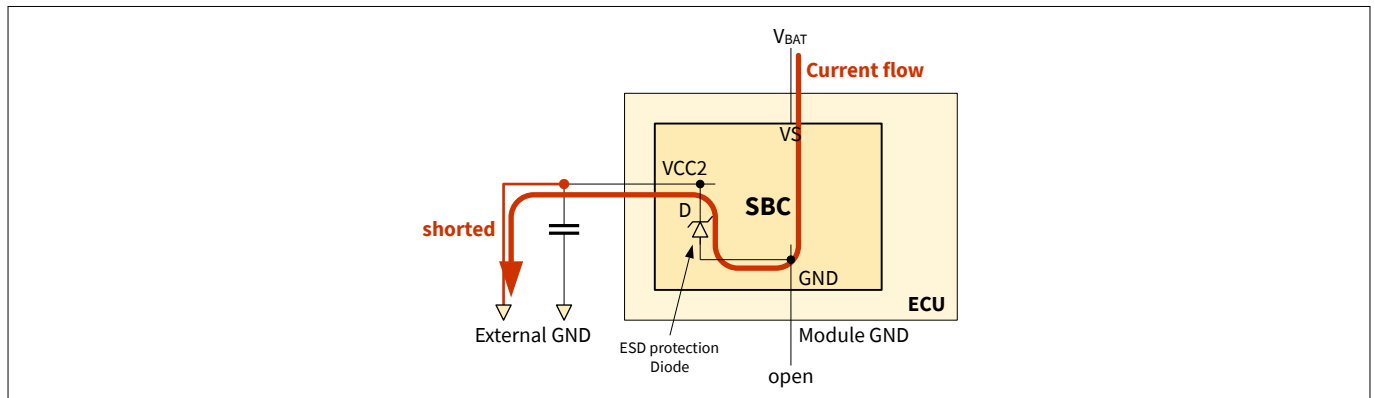 VBAT
Current flow
VS
VCC2
D
SBC
shorted
GND
ECU
External GND
Module GND
ESD protection
Diode
open